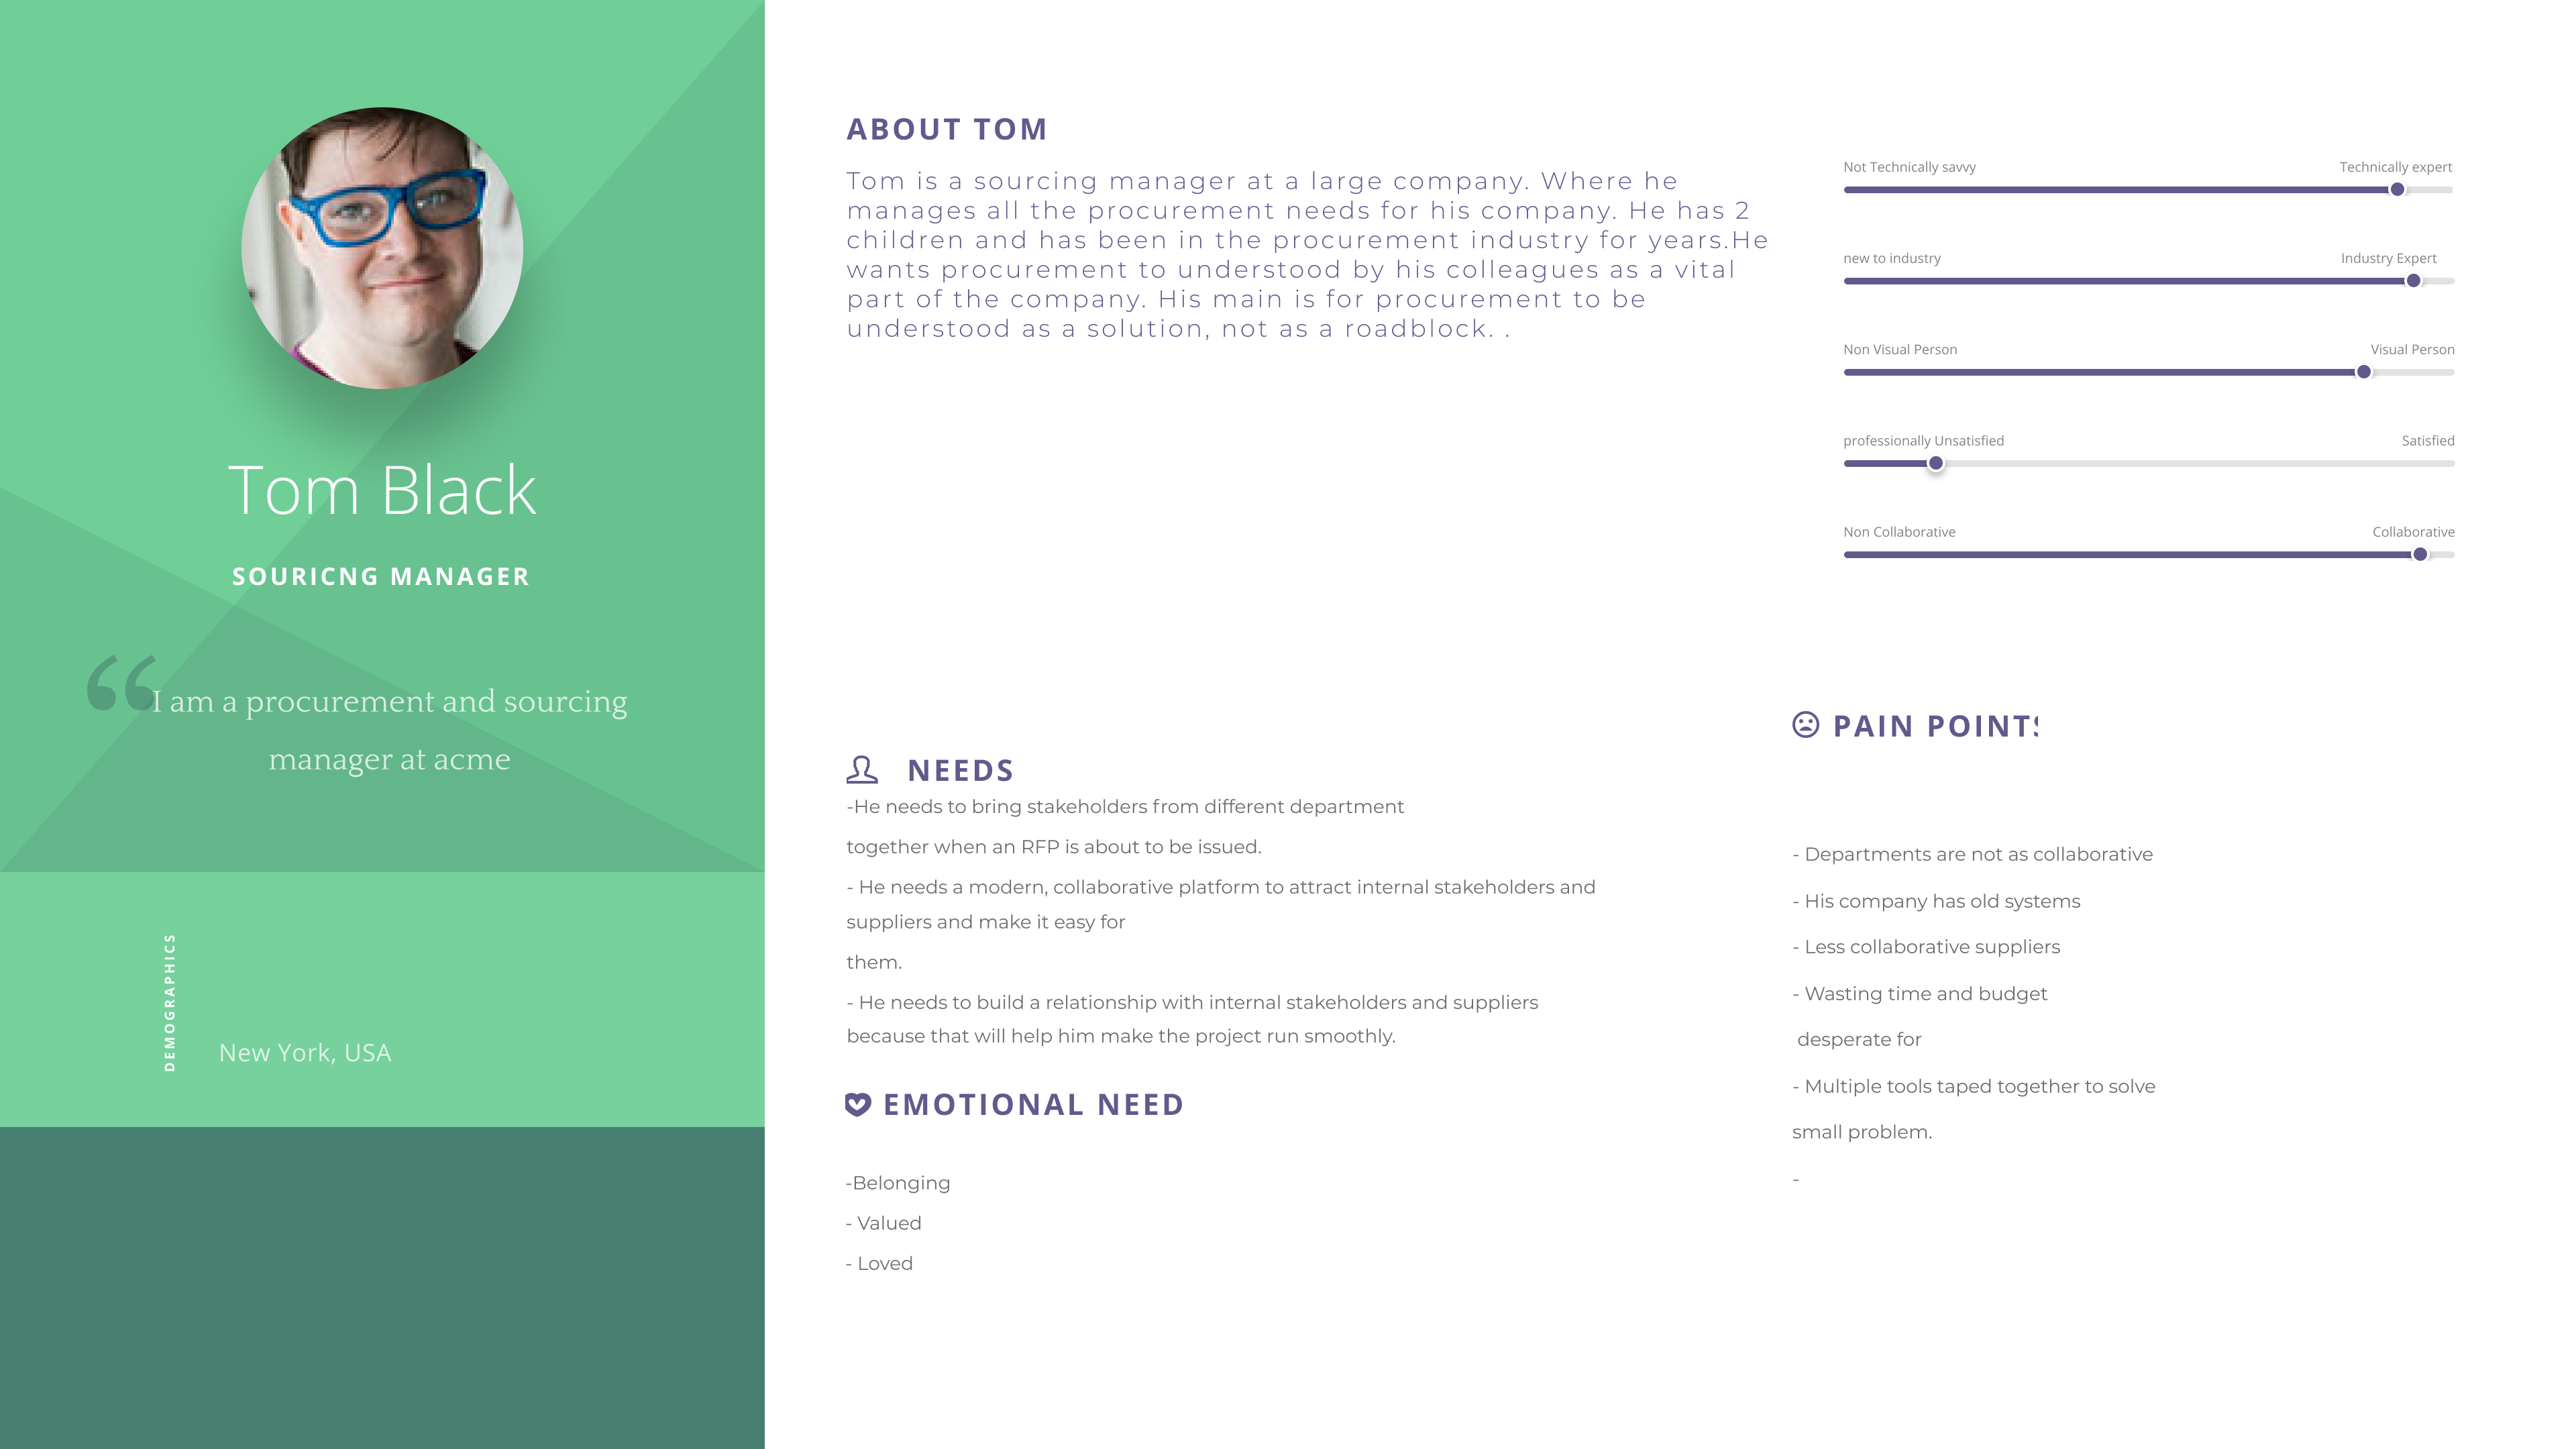 Tom Black
SOURICNG MANAGER
“
I am a procurement and sourcing
manager at acme
DEMOGRAPHICS
New York, USA
ABOUT TOM
Tom is a sourcing manager at a large company. Where he
manages all the procurement needs for his company. He has 2
children and has been in the procurement industry for years.He
wants procurement to understood by his colleagues as a vital
part of the company. His main is for procurement to be
understood as a solution, not as a roadblock. .
Not Technically savvy
Technically expert
new to industry
Industry Expert
Non Visual Person
Visual Person
professionally Unsatisfied
Satisfied
Non Collaborative
Collaborative
NEEDS
-He needs to bring stakeholders from different department
together when an RFP is about to be issued.
- He needs a modern, collaborative platform to attract internal stakeholders and
suppliers and make it easy for
them.
- He needs to build a relationship with internal stakeholders and suppliers
because that will help him make the project run smoothly.
EMOTIONAL NEED
-Belonging
- Valued
- Loved
PAIN POINTS
- Departments are not as collaborative
- His company has old systems
- Less collaborative suppliers
- Wasting time and budget
desperate for
- Multiple tools taped together to solve
small problem.
-